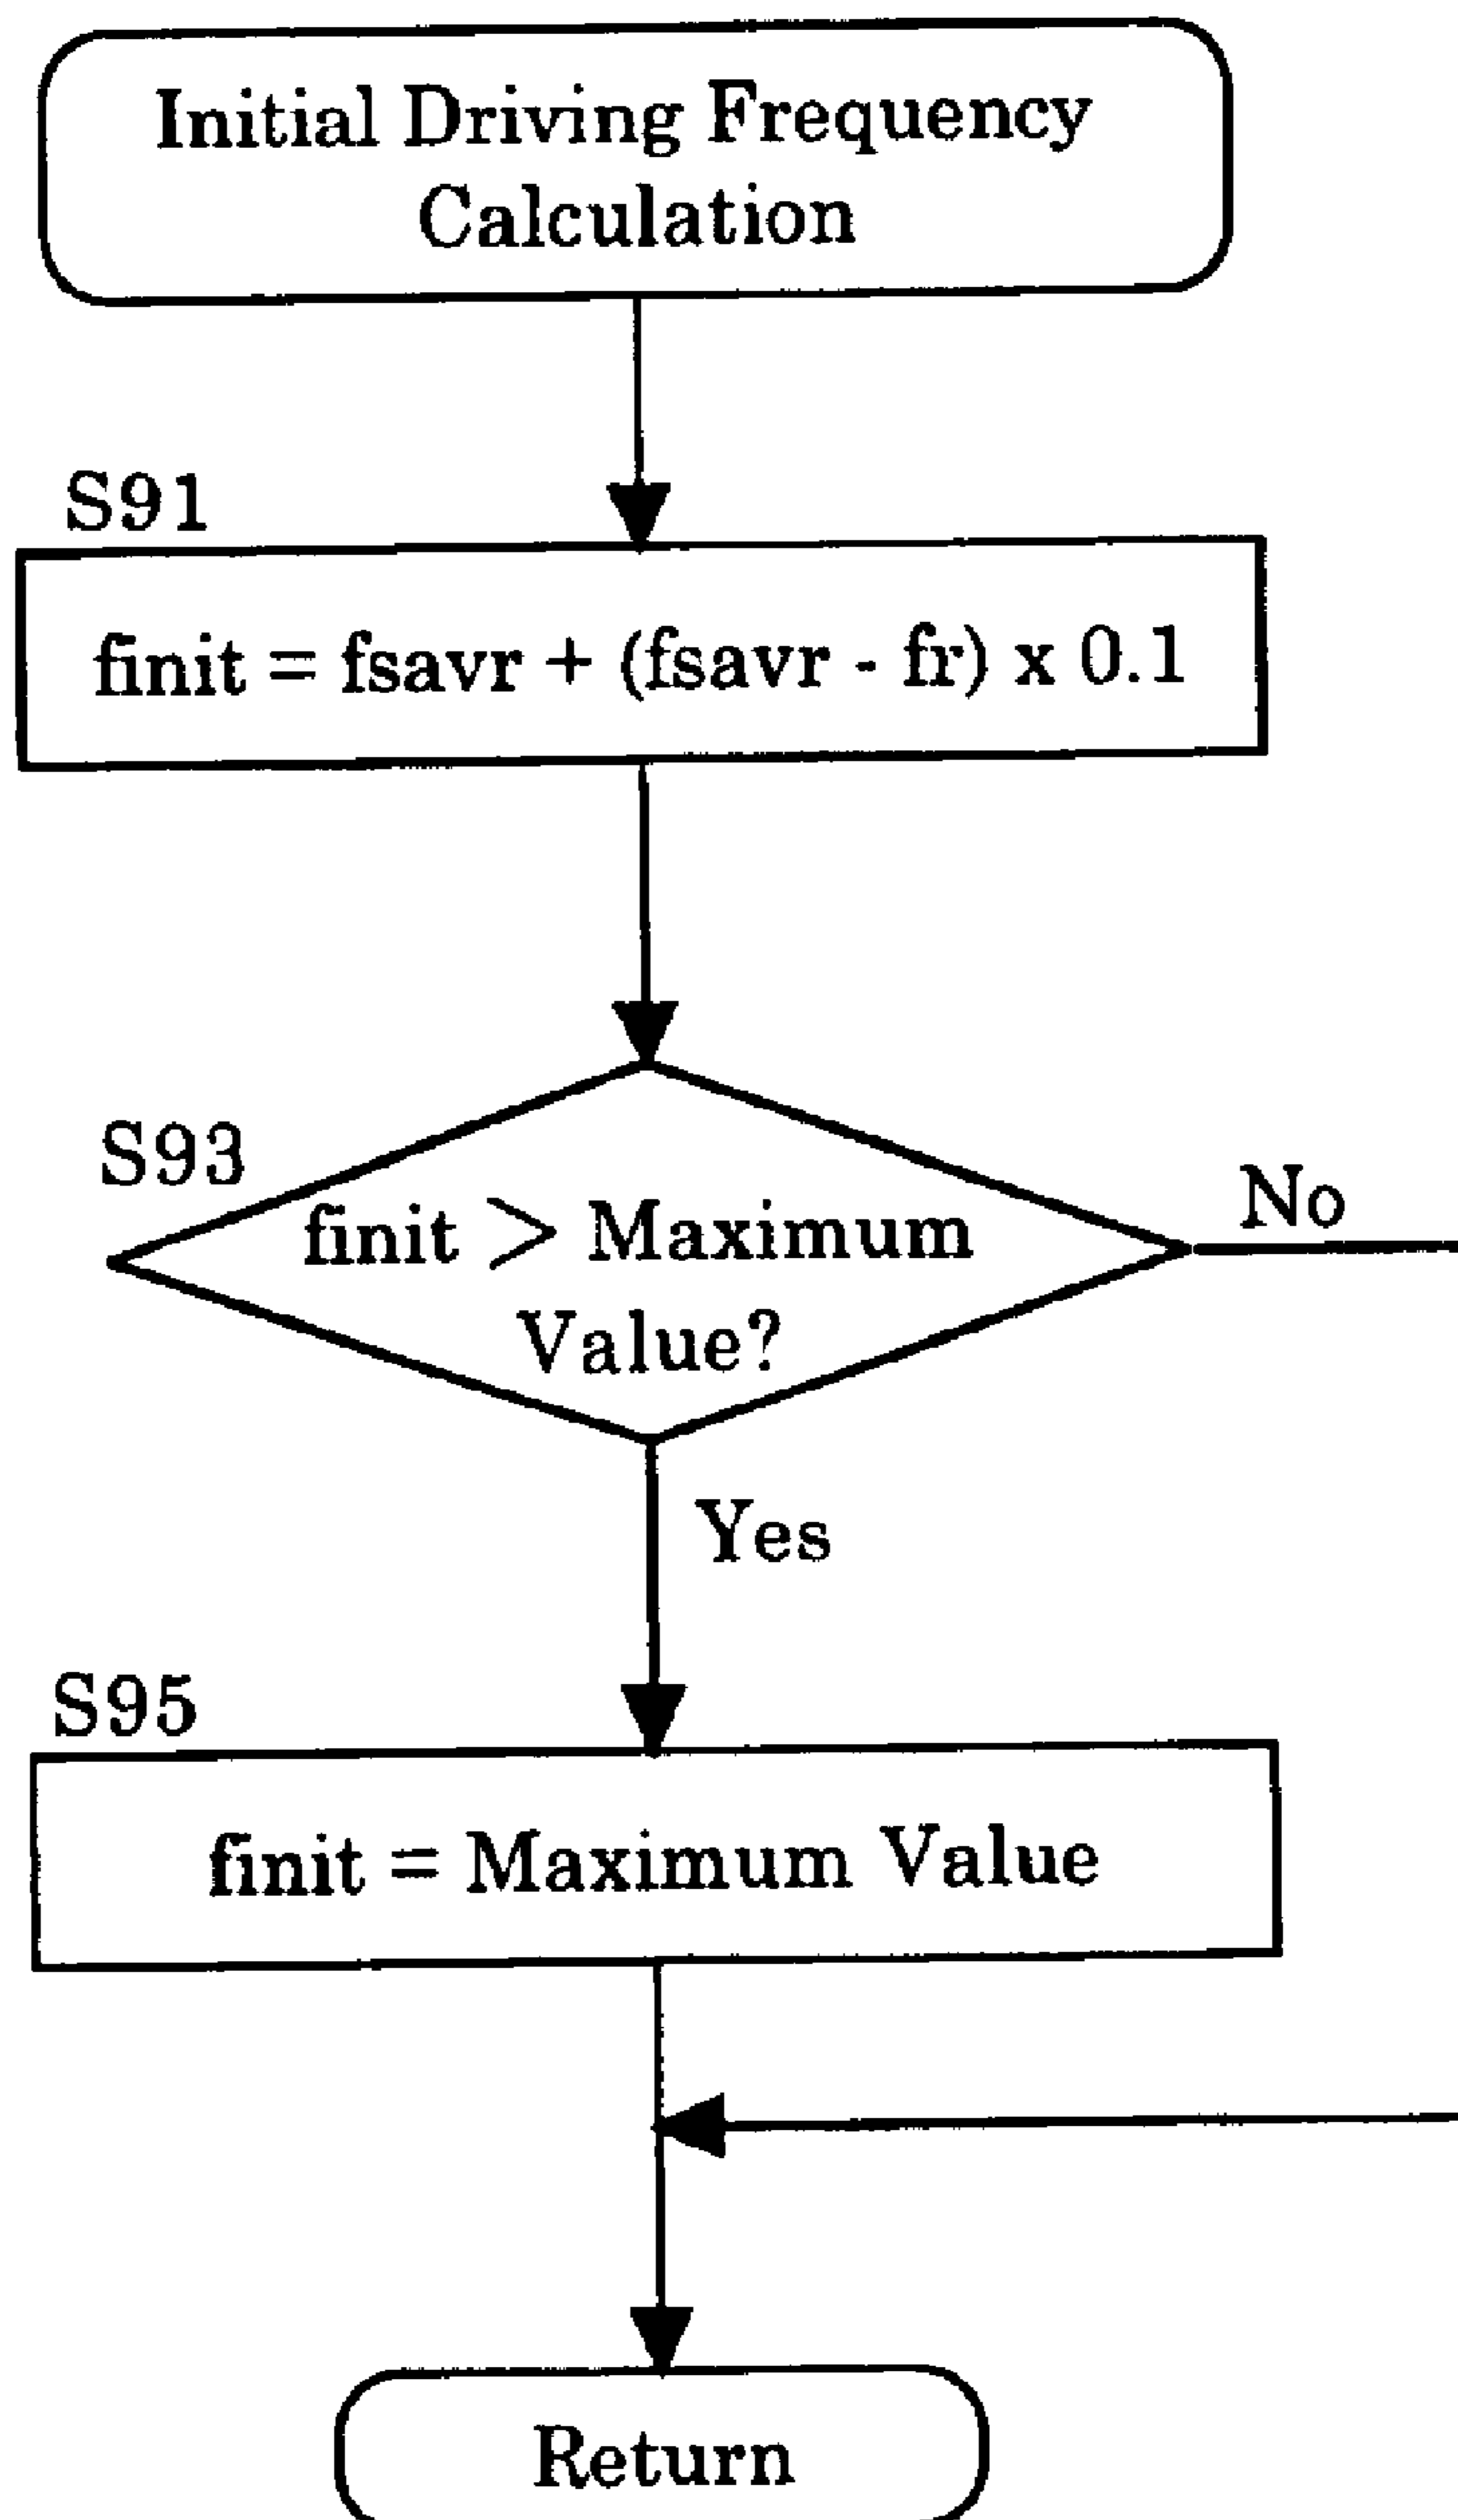 Initial Driving Frequency
Calculation
S91
finit = fsavr + (fsavr - fr) x 0.1
S93
finit > Maximum
Value?
No
Yes
S95
finit = Maximum Value
Return